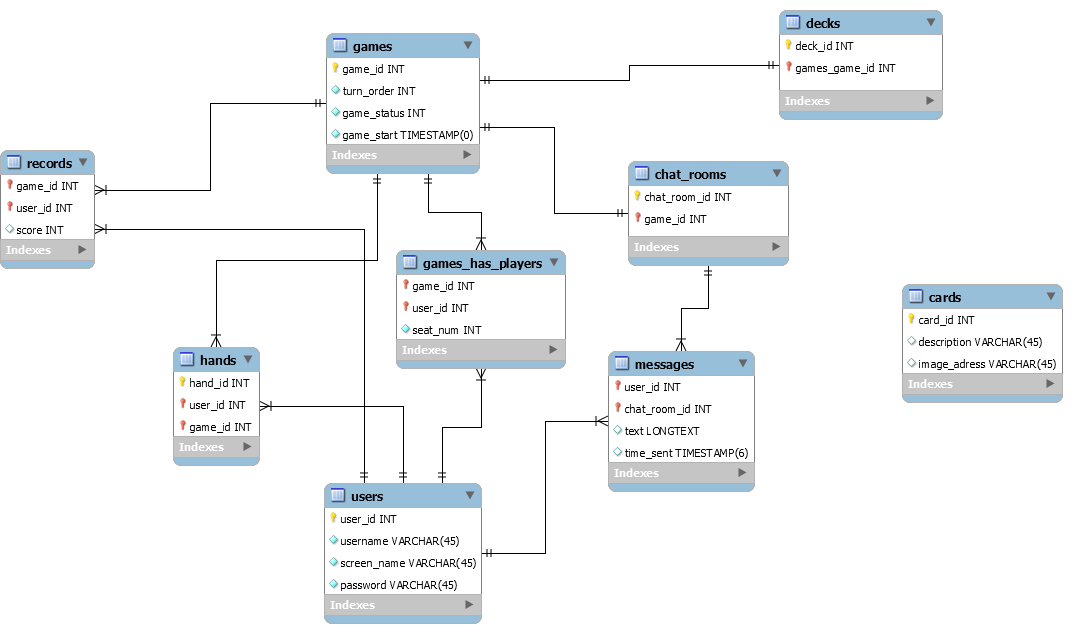 decks
deck_id INT
games_game_id INT
Indexes
games
game_id INT
turn_order INT
game_status INT
game_start TIMESTAMP(0)
Indexes
records
game_id INT
user_id INT
score INT
Indexes
chat_rooms
chat_room_id INT
game_id INT
Indexes
games_has_players
game_id INT
user_id INT
seat_num INT
Indexes
cards
card_id INT
description VARCHAR(45)
image_adress VARCHAR(45)
Indexes
hands
hand_id INT
user_id INT
game_id INT
Indexes
messages
user_id INT
chat_room_id INT
text LONGTEXT
time_sent TIMESTAMP(6)
Indexes
users
user_id INT
username VARCHAR(45)
screen_name VARCHAR(45)
password VARCHAR(45)
Indexes